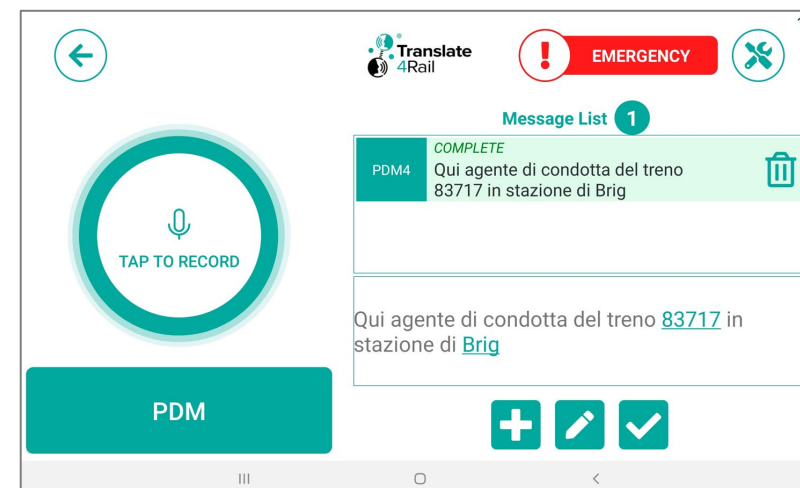 Translate
4Rail
!
EMERGENCY
Message List 1
PDM4
COMPLETE
Qui agente di condotta del treno
83717 in stazione di Brig
TAP TO RECORD
Qui agente di condotta del treno 83717 in
stazione di Brig
PDM